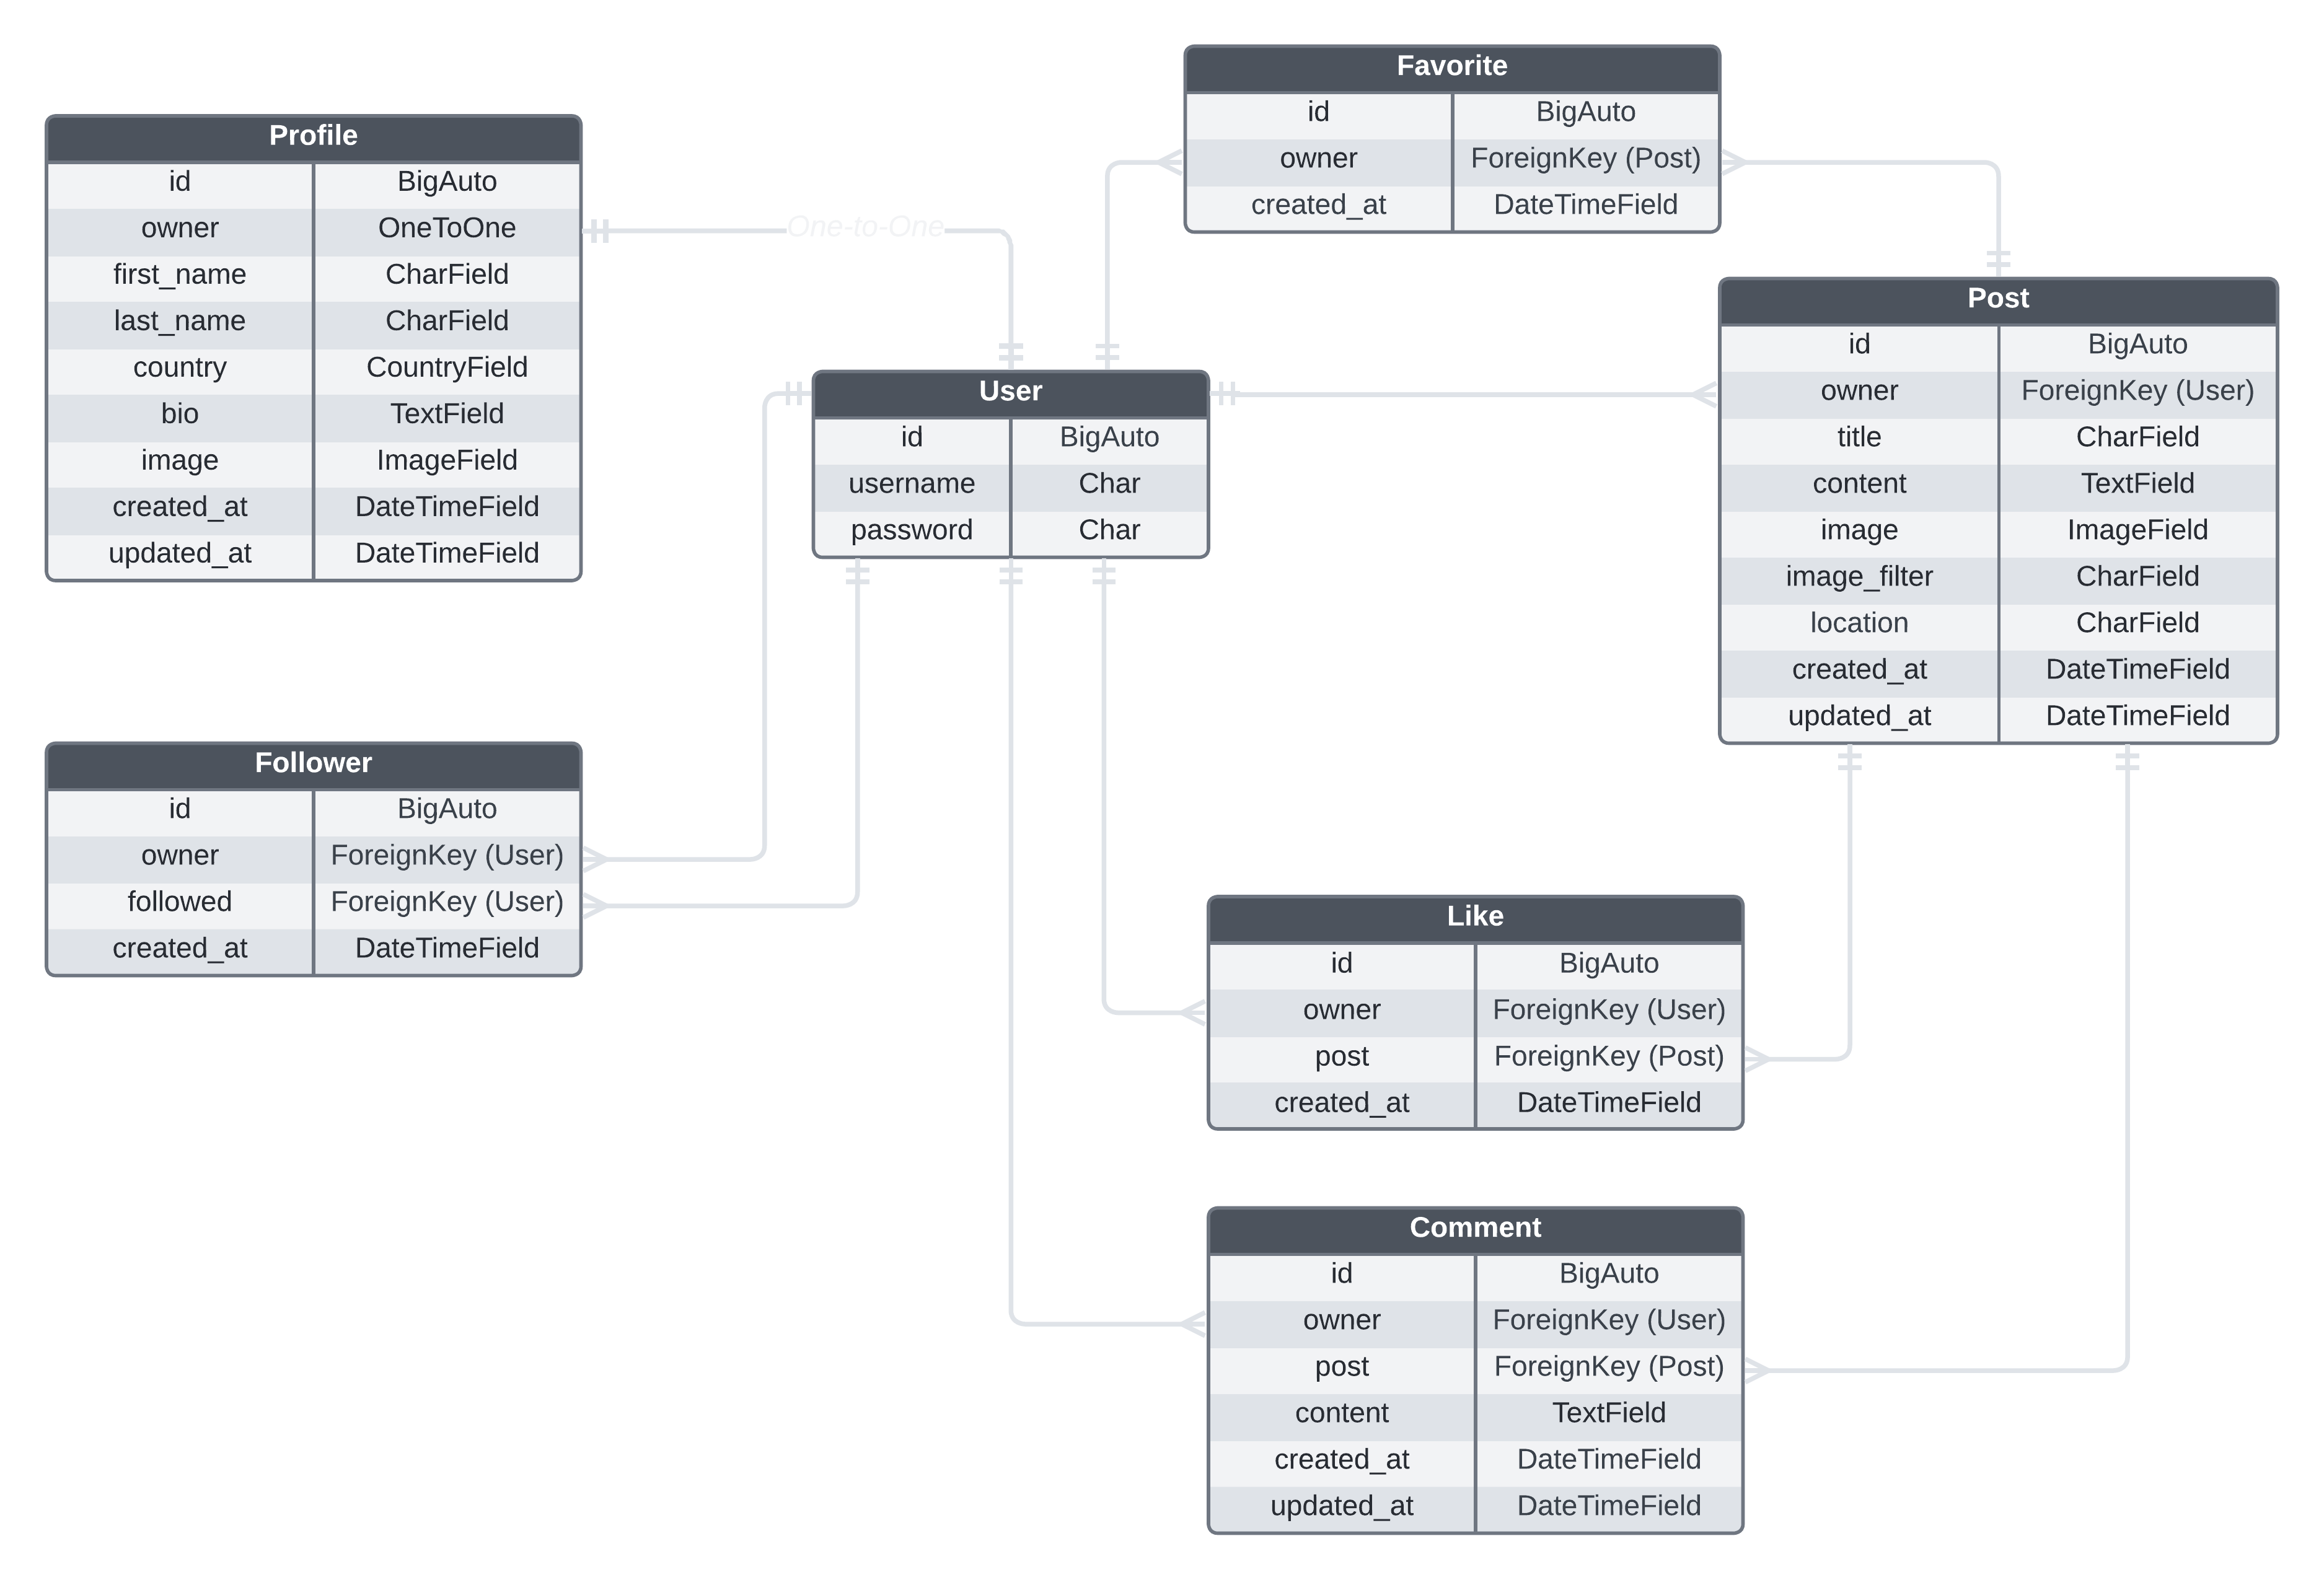 Favorite
id BigAuto
owner ForeignKey (Post)
created_at DateTimeField
Profile
id BigAuto
owner OneToOne
first_name CharField
last_name CharField
country CountryField
bio TextField
image ImageField
created_at DateTimeField
updated_at DateTimeField
One-to-One
Post
id BigAuto
owner ForeignKey (User)
title CharField
content TextField
image ImageField
image_filter CharField
location CharField
created_at DateTimeField
updated_at DateTimeField
User
id BigAuto
username Char
password Char
Follower
id BigAuto
owner ForeignKey (User)
followed ForeignKey (User)
created_at DateTimeField
Like
id BigAuto
owner ForeignKey (User)
post ForeignKey (Post)
created_at DateTimeField
Comment
id BigAuto
owner ForeignKey (User)
post ForeignKey (Post)
content TextField
created_at DateTimeField
updated_at DateTimeField